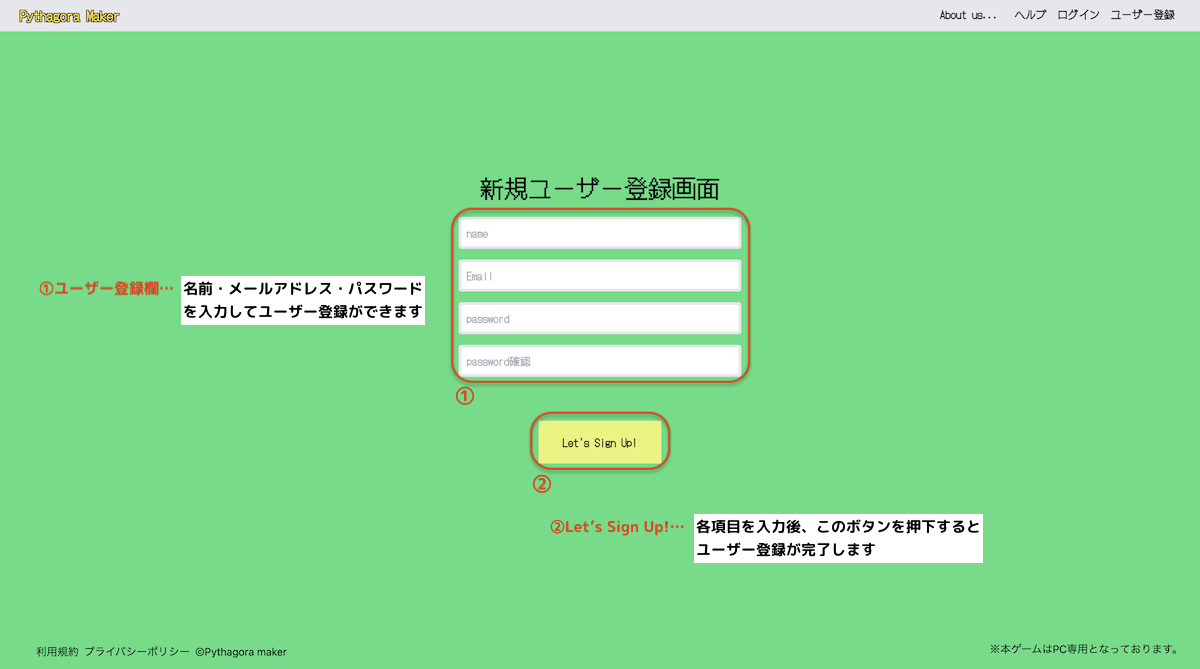 Pythagora Maker
About us... ヘルプ ログイン ユーザー登録
新規ユーザー登録画面
name
Email
password
password確認
①ユーザー登録欄… 名前・メールアドレス・パスワード
を入力してユーザー登録ができます
①
Let's Sign Up!
②
②Let’s Sign Up!… 各項目を入力後、このボタンを押下すると
ユーザー登録が完了します
利用規約 プライバシーポリシー ©Pythagora maker
※本ゲームはPC専用となっております。